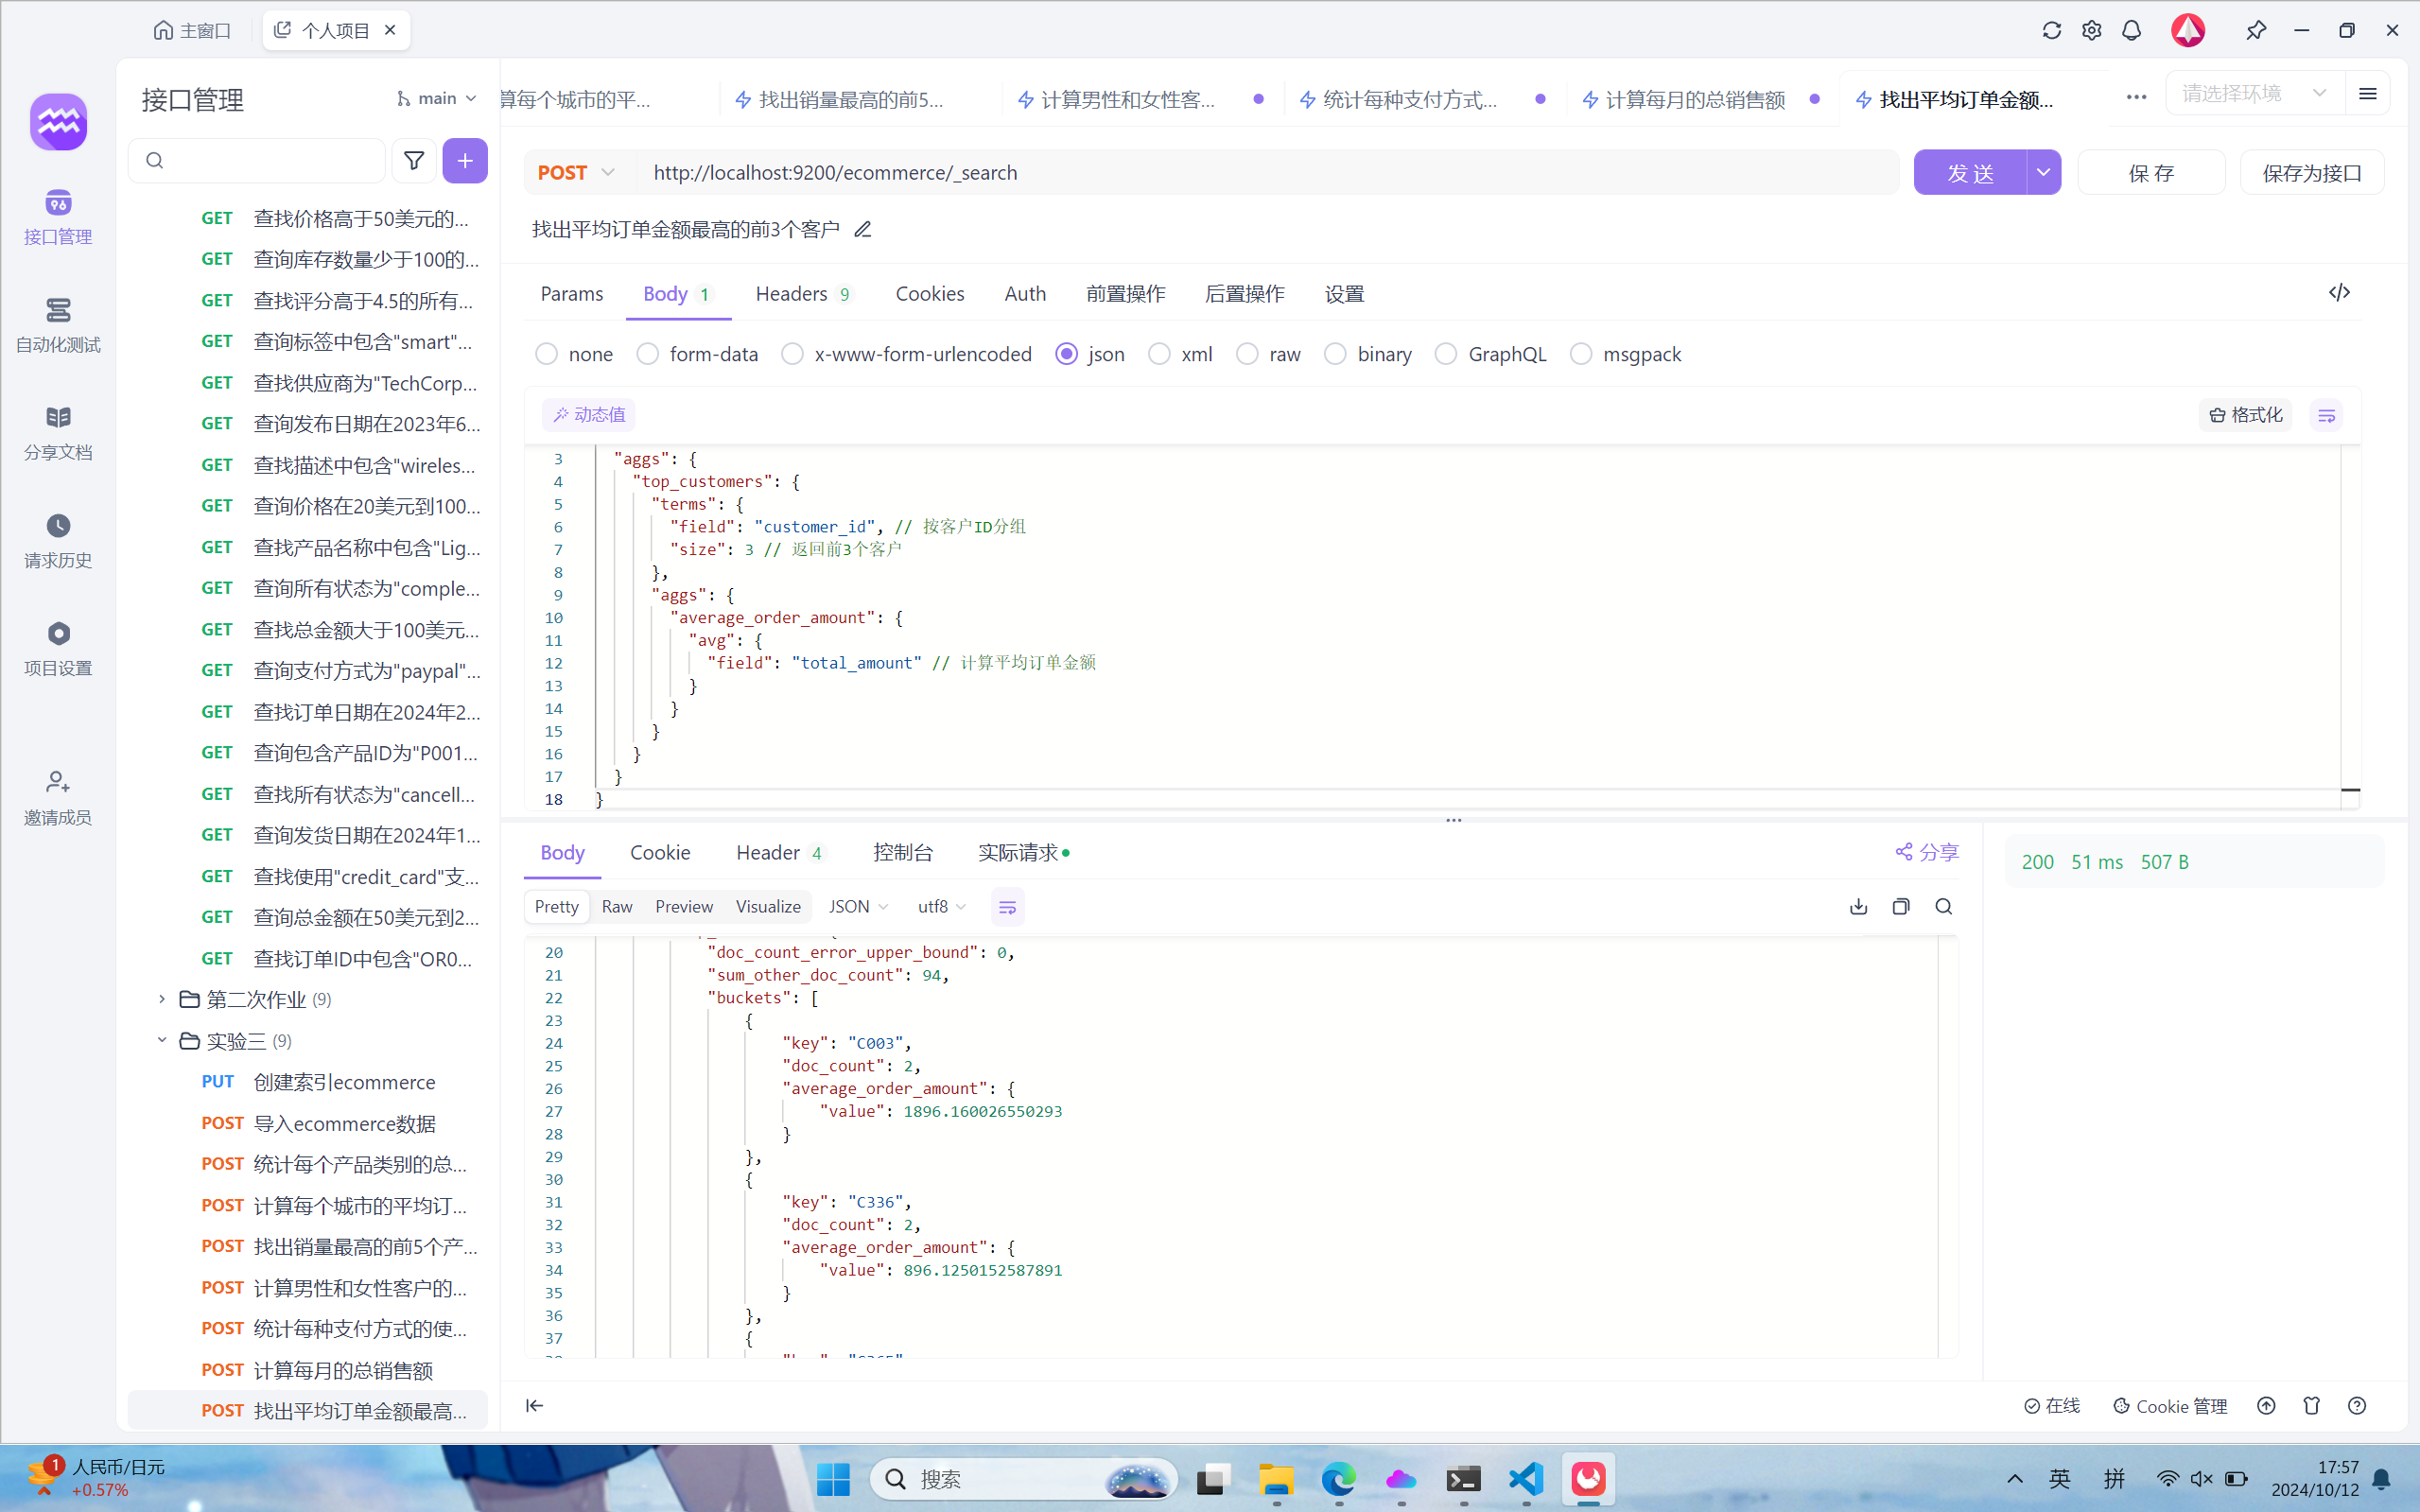 主窗口
个人项目
接口管理
main
算每个城市的平...
找出销量最高的前5...
计算男性和女性客...
统计每种支付方式...
计算每月的总销售额
找出平均订单金额...
请选择环境
接口管理
自动化测试
分享文档
请求历史
项目设置
邀请成员
GET 查找价格高于50美元的...
GET 查询库存数量少于100的...
GET 查找评分高于4.5的所有...
GET 查询标签中包含"smart"...
GET 查找供应商为"TechCorp...
GET 查询发布日期在2023年6...
GET 查找描述中包含"wireles...
GET 查询价格在20美元到100...
GET 查找产品名称中包含"Lig...
GET 查询所有状态为"comple...
GET 查找总金额大于100美元...
GET 查询支付方式为"paypal"...
GET 查找订单日期在2024年2...
GET 查询包含产品ID为"P001...
GET 查找所有状态为"cancell...
GET 查询发货日期在2024年1...
GET 查找使用"credit_card"支...
GET 查询总金额在50美元到2...
GET 查找订单ID中包含"OR0...
第二次作业 (9)
实验三 (9)
PUT 创建索引ecommerce
POST 导入ecommerce数据
POST 统计每个产品类别的总...
POST 计算每个城市的平均订...
POST 找出销量最高的前5个产...
POST 计算男性和女性客户的...
POST 统计每种支付方式的使...
POST 计算每月的总销售额
POST 找出平均订单金额最高...
POST http://localhost:9200/ecommerce/_search 发 送 保 存 保存为接口
找出平均订单金额最高的前3个客户
Params Body 1 Headers 9 Cookies Auth 前置操作 后置操作 设置
none form-data x-www-form-urlencoded json xml raw binary GraphQL msgpack
动态值 格式化
3 "aggs": {
4 "top_customers": {
5 "terms": {
6 "field": "customer_id", // 按客户ID分组
7 "size": 3 // 返回前3个客户
8 },
9 "aggs": {
10 "average_order_amount": {
11 "avg": {
12 "field": "total_amount" // 计算平均订单金额
13 }
14 }
15 }
16 }
17 }
18 }
Body Cookie Header 4 控制台 实际请求 分享
200 51 ms 507 B
Pretty Raw Preview Visualize JSON utf8
20 "doc_count_error_upper_bound": 0,
21 "sum_other_doc_count": 94,
22 "buckets": [
23 {
24 "key": "C003",
25 "doc_count": 2,
26 "average_order_amount": {
27 "value": 1896.160026550293
28 }
29 },
30 {
31 "key": "C336",
32 "doc_count": 2,
33 "average_order_amount": {
34 "value": 896.1250152587891
35 }
36 },
37 {
在线 Cookie 管理
1
人民币/日元
+0.57%
搜索
英 拼
17:57
2024/10/12